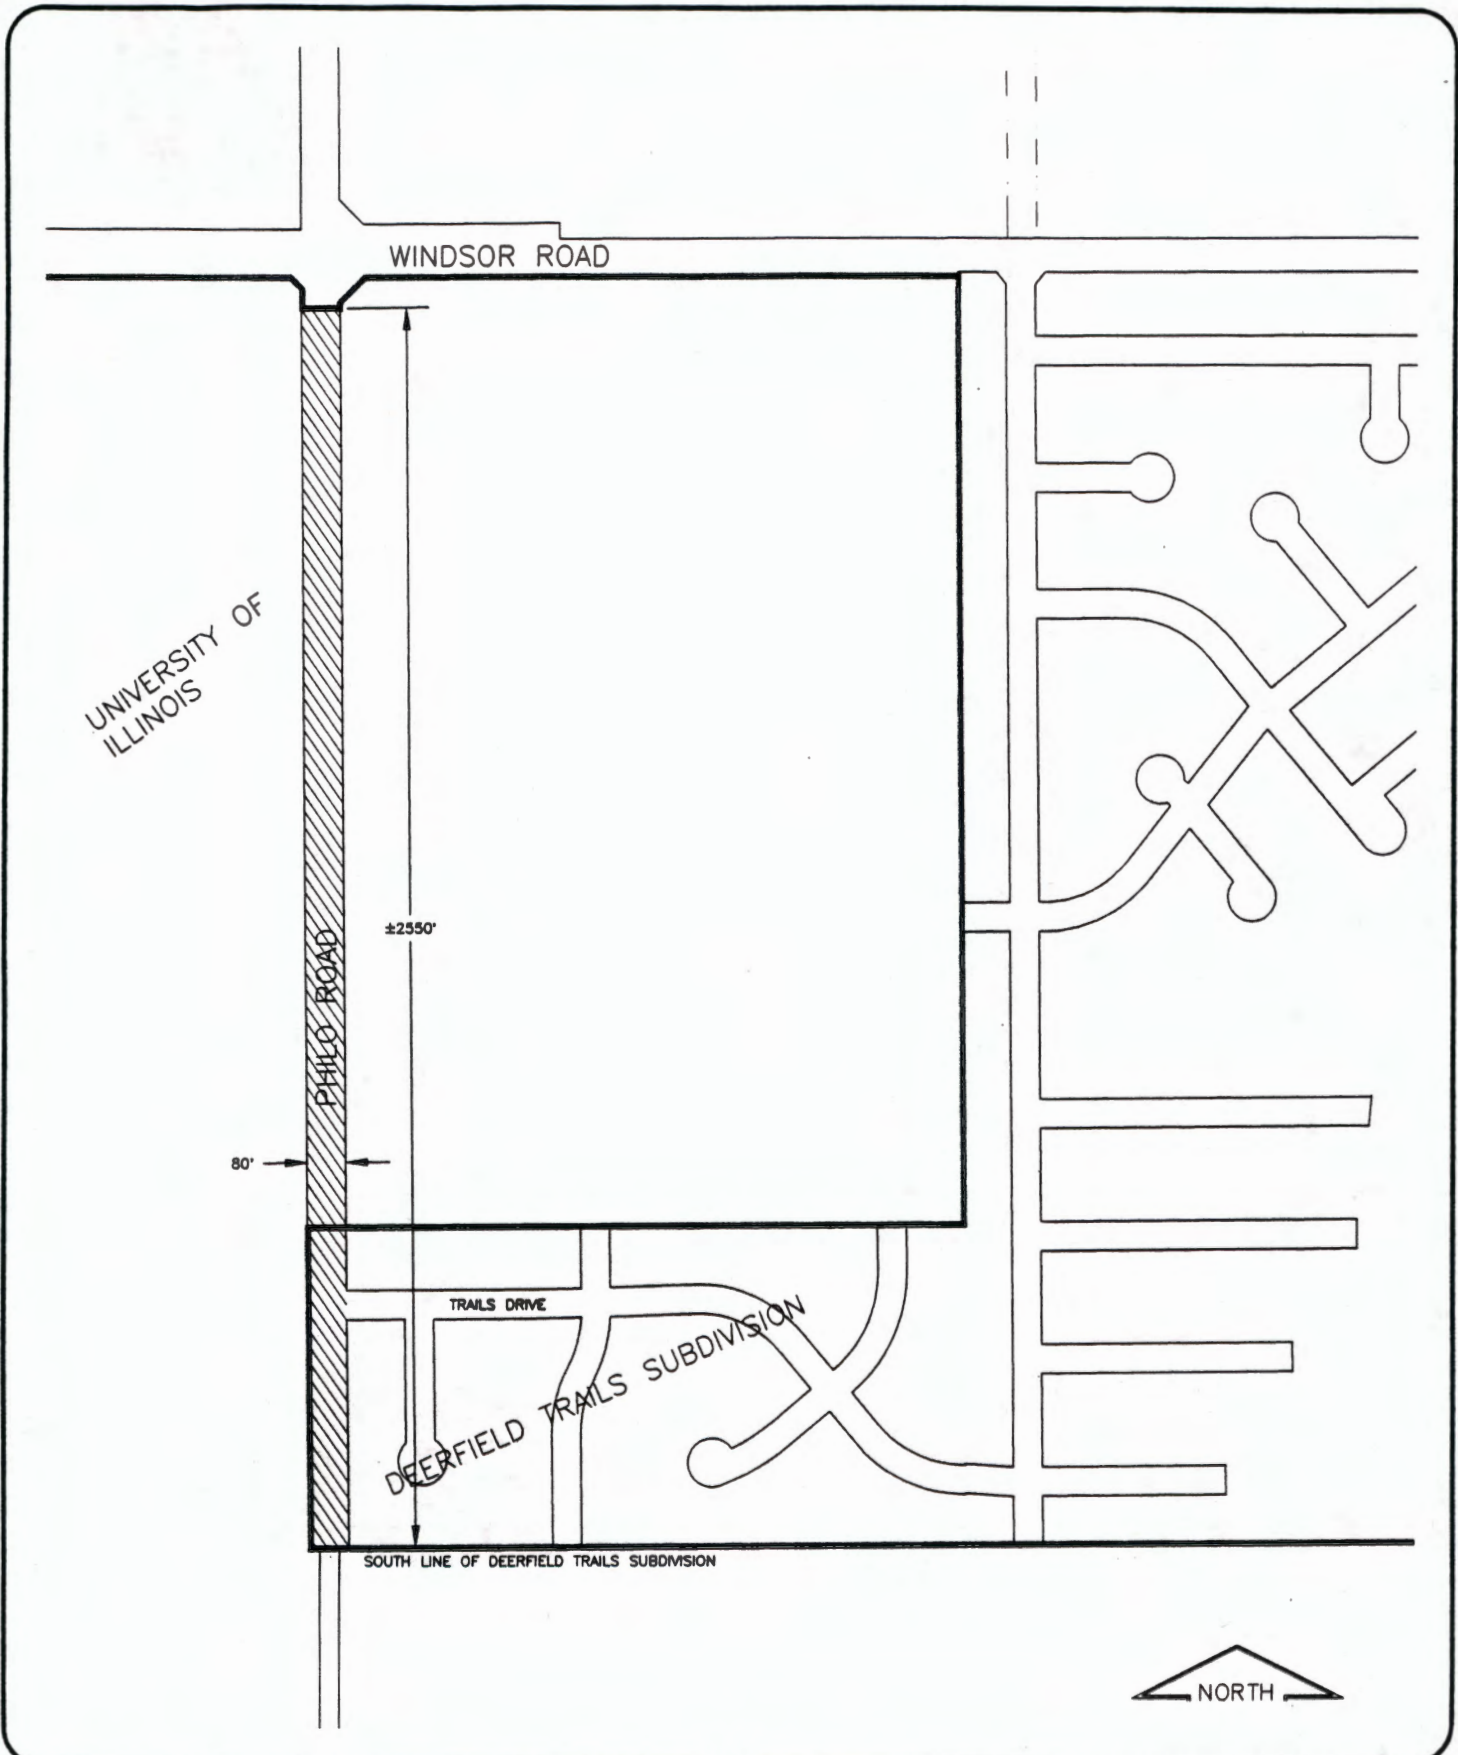 WINDSOR ROAD
UNIVERSITY OF
ILLINOIS
±2550'
PHILO ROAD
80'
TRAILS DRIVE
DEERFIELD TRAILS SUBDIVISION
SOUTH LINE OF DEERFIELD TRAILS SUBDIVISION
NORTH